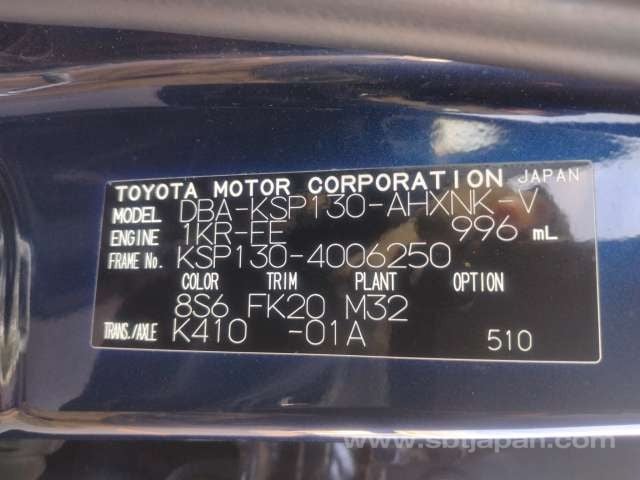 TOYOTA MOTOR CORPORATION JAPAN
MODEL DBA-KSP130-AHXNK-V
ENGINE 1KR-EE 996 mL
FRAME No. KSP130-4006250
COLOR TRIM PLANT OPTION
8S6 FK20 M32
TRANS./AXLE K410 -01A 510
www.sbtjapan.com